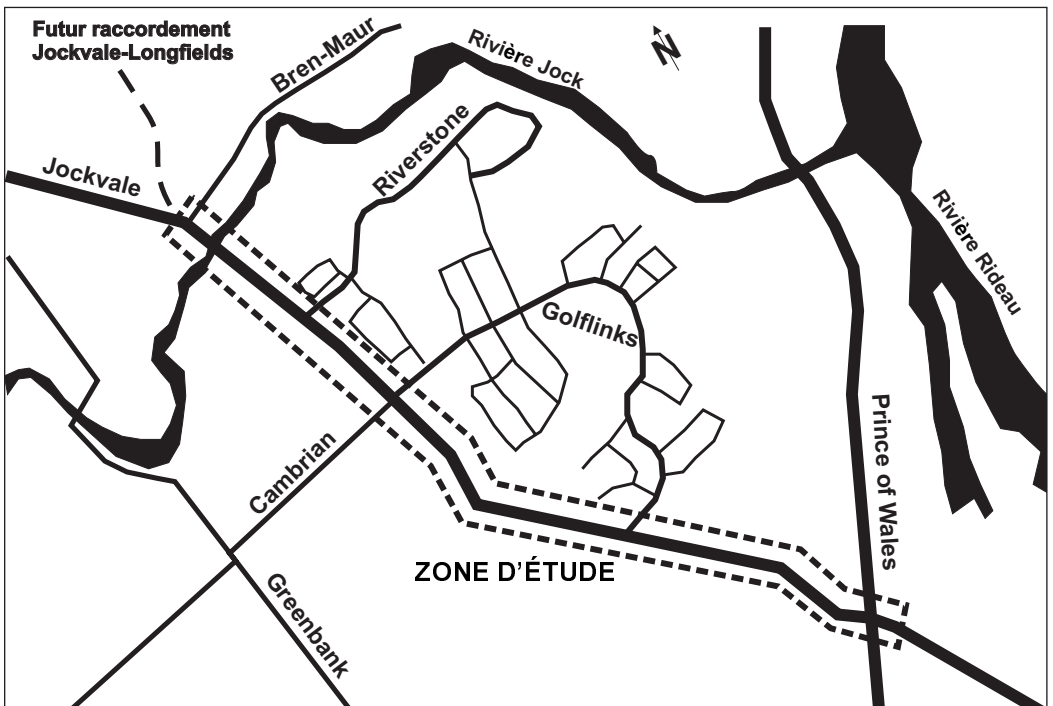 Futur raccordement
Jockvale-Longfields
Bren-Maur
Rivière Jock
N
Riverstone
Jockvale
Rivière Rideau
Golflinks
Prince of Wales
Cambrian
ZONE D’ÉTUDE
Greenbank